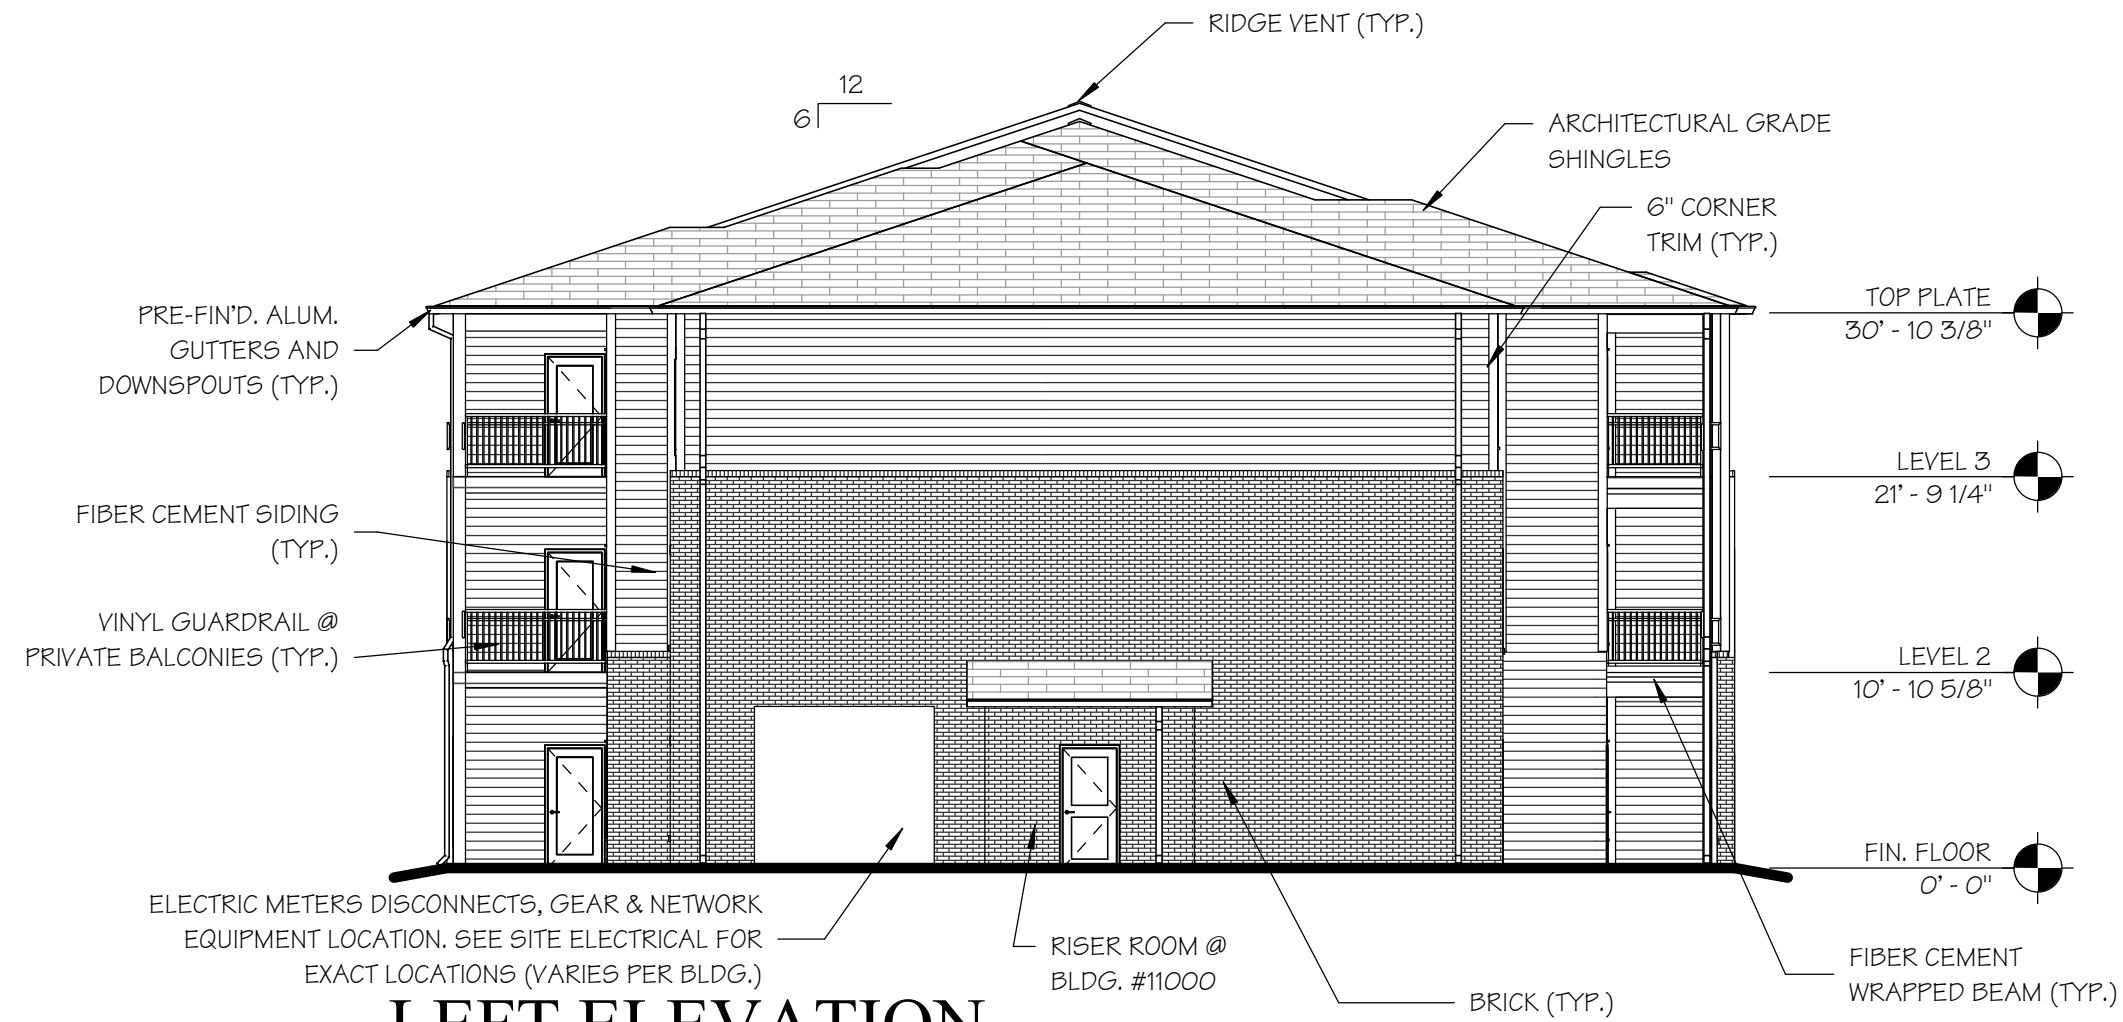 RIDGE VENT (TYP.)
12
6
ARCHITECTURAL GRADE
SHINGLES
6" CORNER
TRIM (TYP.)
PRE-FIN'D. ALUM.
GUTTERS AND
DOWNSPOUTS (TYP.)
TOP PLATE
30' - 10 3/8"
LEVEL 3
21' - 9 1/4"
FIBER CEMENT SIDING
(TYP.)
VINYL GUARDRAIL @
PRIVATE BALCONIES (TYP.)
LEVEL 2
10' - 10 5/8"
FIN. FLOOR
0' - 0"
ELECTRIC METERS DISCONNECTS, GEAR & NETWORK
EQUIPMENT LOCATION. SEE SITE ELECTRICAL FOR
EXACT LOCATIONS (VARIES PER BLDG.)
RISER ROOM @
BLDG. #11000
BRICK (TYP.)
FIBER CEMENT
WRAPPED BEAM (TYP.)
LEFT ELEVATION